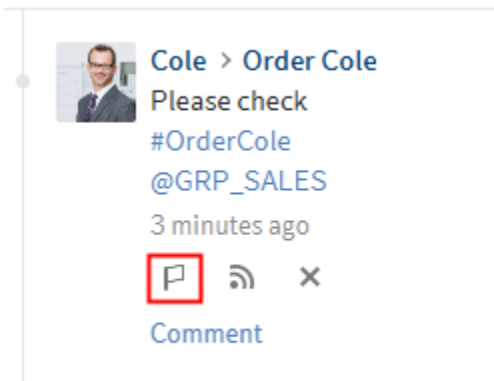 Cole > Order Cole
Please check
#OrderCole
@GRP_SALES
3 minutes ago
Comment